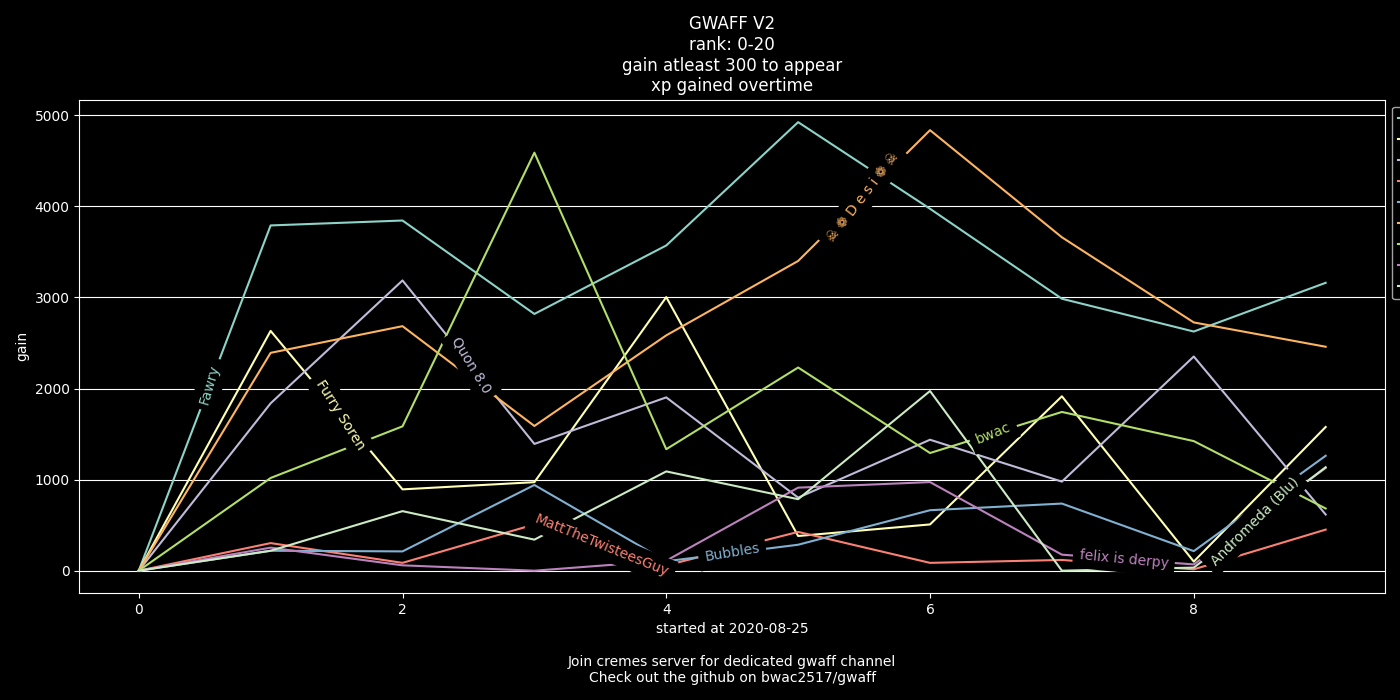 GWAFF V2
rank: 0-20
gain atleast 300 to appear
xp gained overtime
5000
4000
3000
2000
1000
0
gain
Fawry
Furry Soren
Quon 8.0
MattTheTwisteesGuy
Bubbles
☠❁ D e s i ❁☠
bwac
felix is derpy
Andromeda (Blu)
0
2
4
6
8
started at 2020-08-25
Join cremes server for dedicated gwaff channel
Check out the github on bwac2517/gwaff